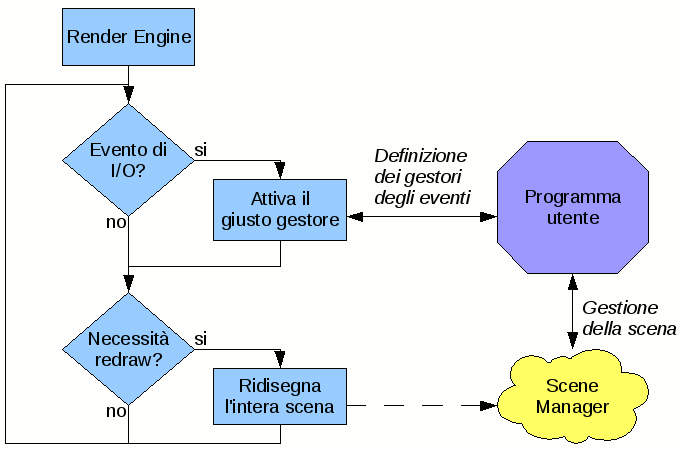 Render Engine
Evento di
I/O?
si
no
Attiva il
giusto gestore
Definizione
dei gestori
degli eventi
Programma
utente
Gestione
della scena
Necessità
redraw?
si
no
Ridisegna
l'intera scena
Scene
Manager